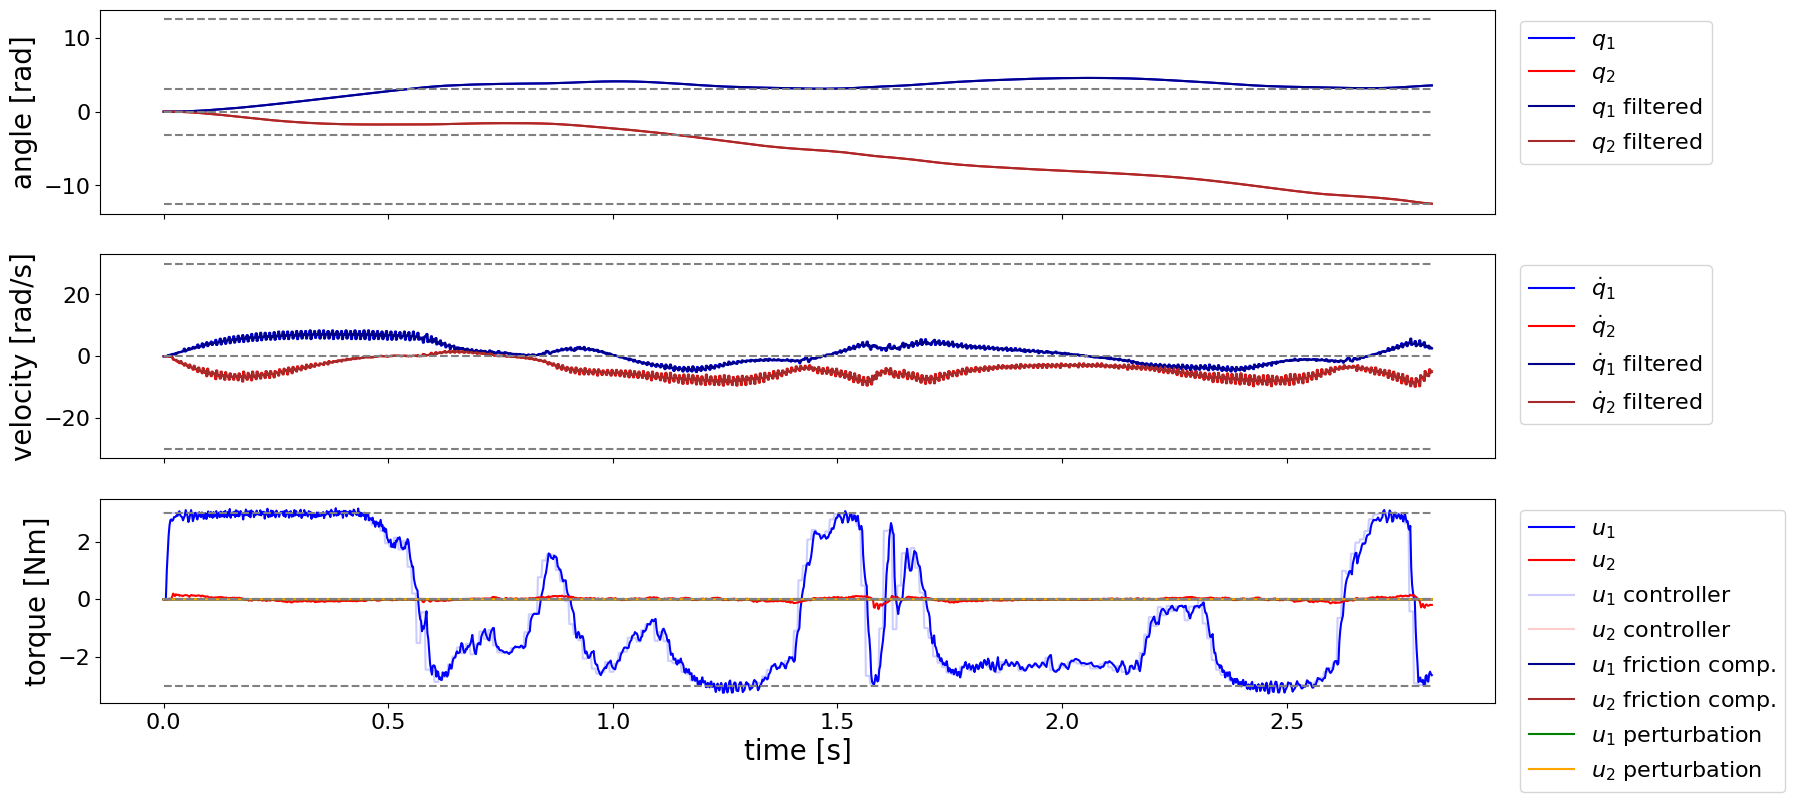 angle [rad]
10
0
−10
q₁
q₂
q₁ filtered
q₂ filtered
velocity [rad/s]
20
0
−20
q̇₁
q̇₂
q̇₁ filtered
q̇₂ filtered
torque [Nm]
2
0
−2
0.0
0.5
1.0
1.5
2.0
2.5
time [s]
u₁
u₂
u₁ controller
u₂ controller
u₁ friction comp.
u₂ friction comp.
u₁ perturbation
u₂ perturbation